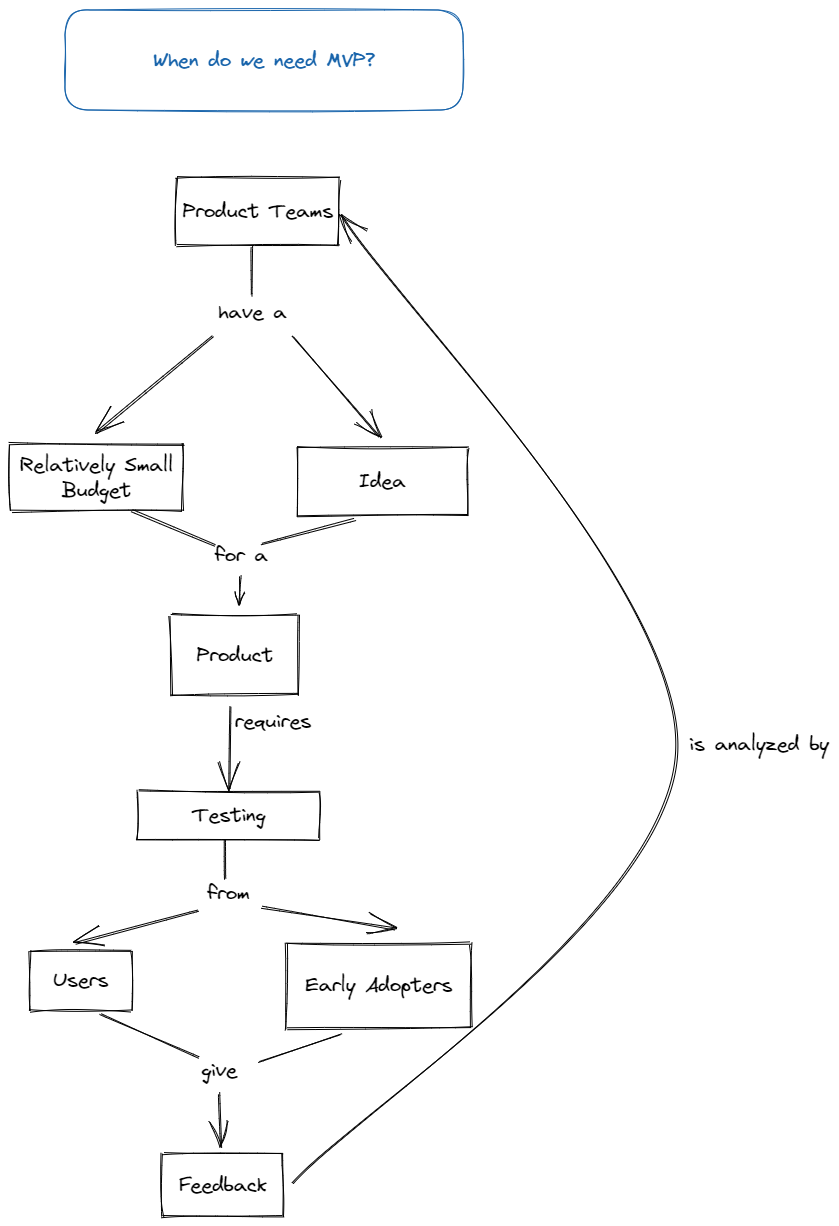 When do we need MVP?
Product Teams
have a
Relatively Small
Budget
Idea
for a
Product
requires
is analyzed by
Testing
from
Users
Early Adopters
give
Feedback